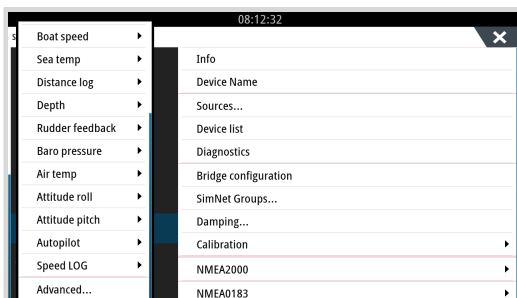 08:12:32
s
Boat speed
Sea temp
Distance log
Depth
Rudder feedback
Baro pressure
Air temp
Attitude roll
Attitude pitch
Autopilot
Speed LOG
Advanced...
Info
Device Name
Sources...
Device list
Diagnostics
Bridge configuration
SimNet Groups...
Damping...
Calibration
NMEA2000
NMEA0183